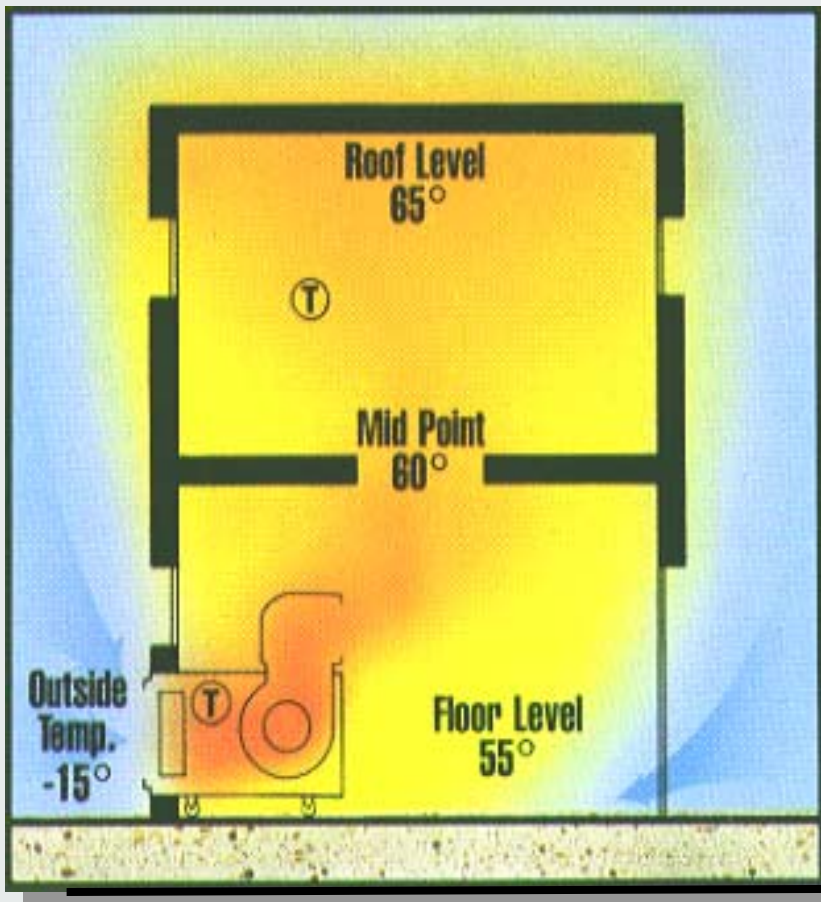 Roof Level
65°
T
Mid Point
60°
T
Outside
Temp.
-15°
Floor Level
55°